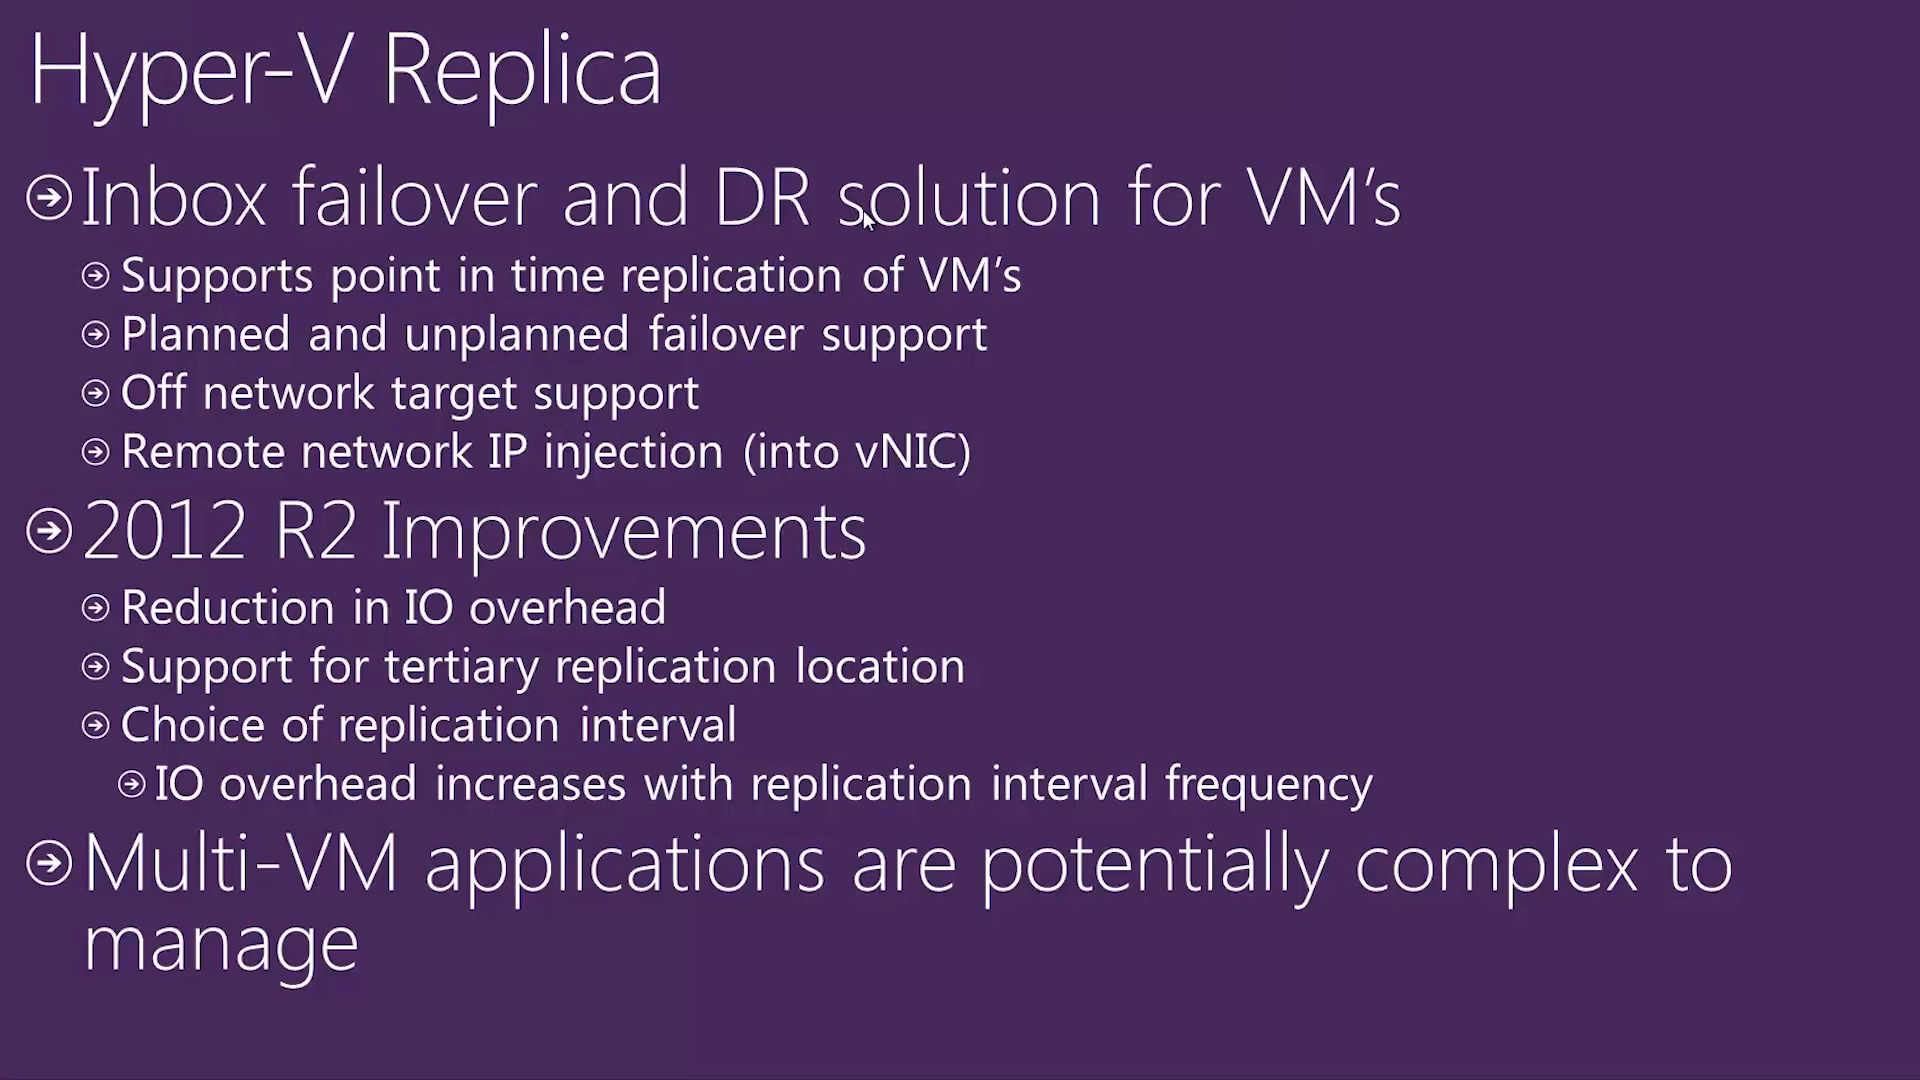 Hyper-V Replica
Inbox failover and DR solution for VM's
Supports point in time replication of VM's
Planned and unplanned failover support
Off network target support
Remote network IP injection (into vNIC)
2012 R2 Improvements
Reduction in IO overhead
Support for tertiary replication location
Choice of replication interval
IO overhead increases with replication interval frequency
Multi-VM applications are potentially complex to
manage